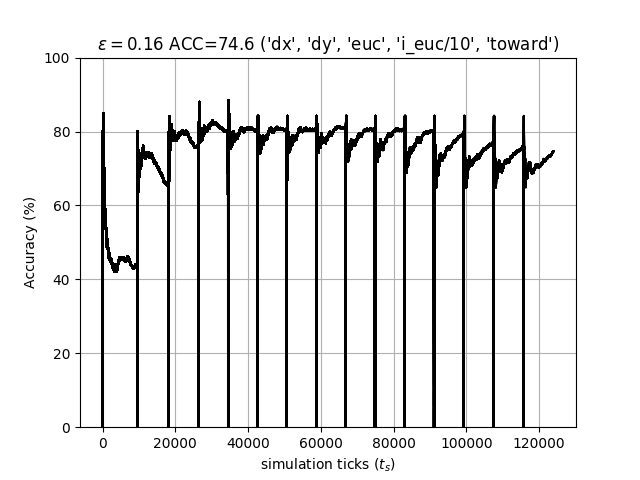 ε = 0.16 ACC=74.6 ('dx', 'dy', 'euc', 'i_euc/10', 'toward')
100
80
60
40
20
0
Accuracy (%)
0 20000 40000 60000 80000 100000 120000
simulation ticks (tₛ)